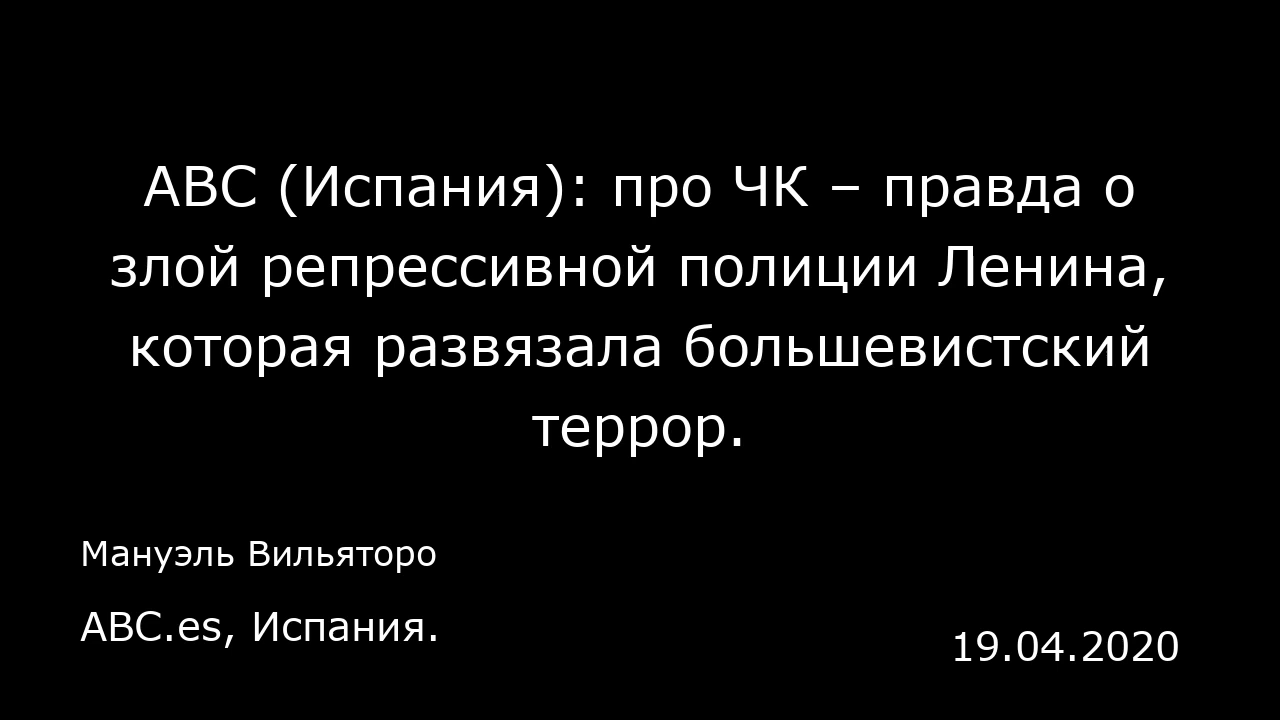 ABC (Испания): про ЧК – правда о
злой репрессивной полиции Ленина,
которая развязала большевистский
террор.
Мануэль Вильяторо
ABC.es, Испания.
19.04.2020